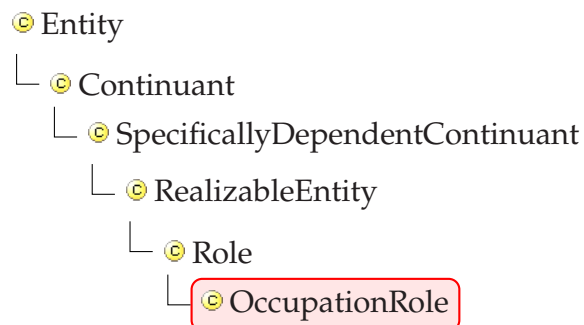 Entity
Continuant
SpecificallyDependentContinuant
RealizableEntity
Role
OccupationRole